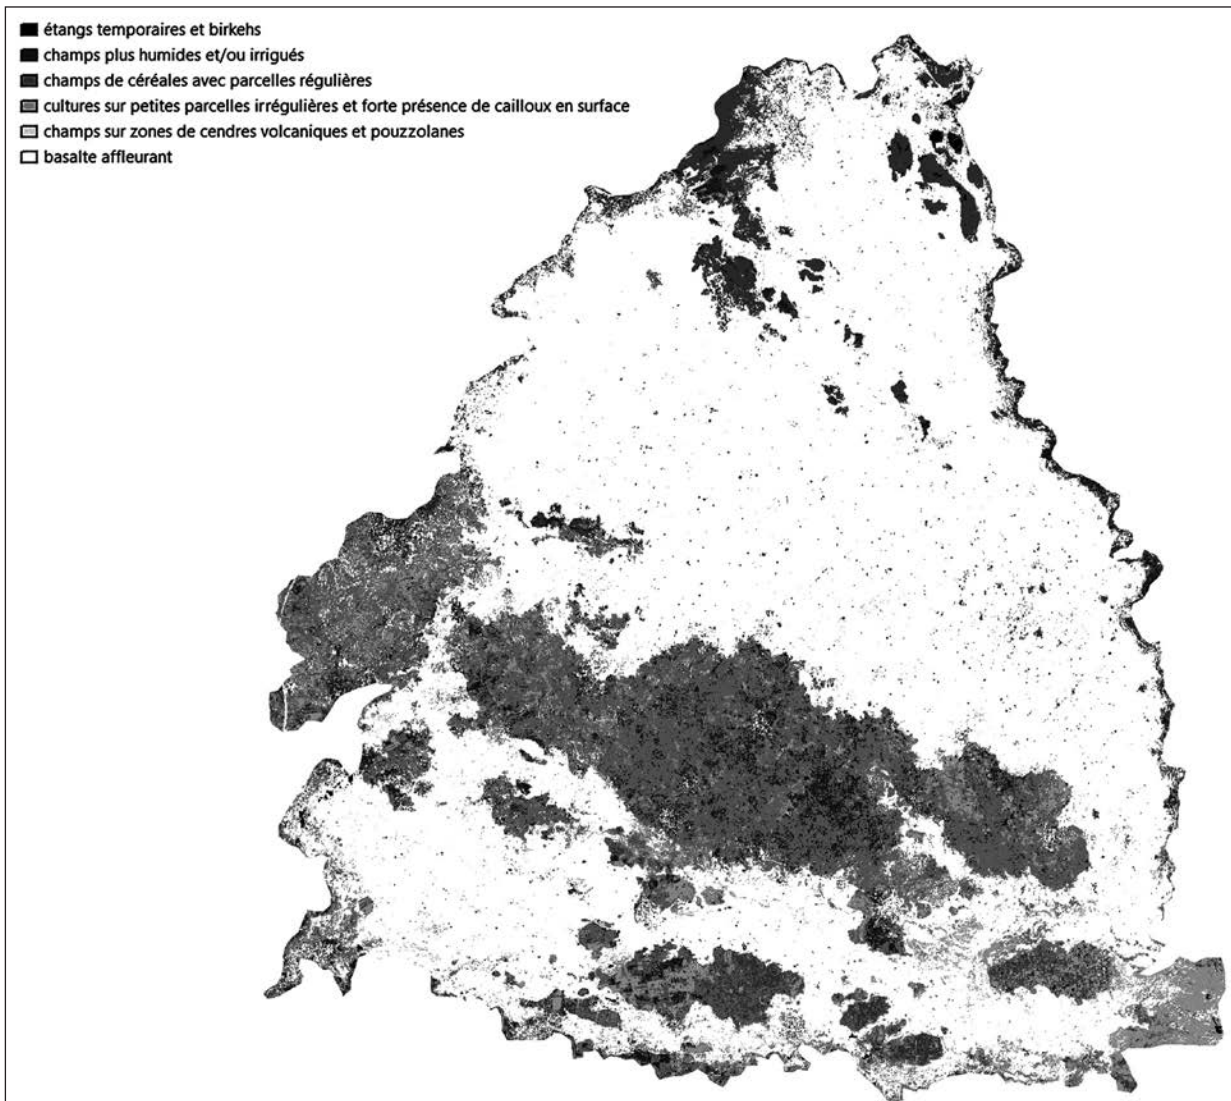 étangs temporaires et birkehs
champs plus humides et/ou irrigués
champs de céréales avec parcelles régulières
cultures sur petites parcelles irrégulières et forte présence de cailloux en surface
champs sur zones de cendres volcaniques et pouzzolanes
basalte affleurant